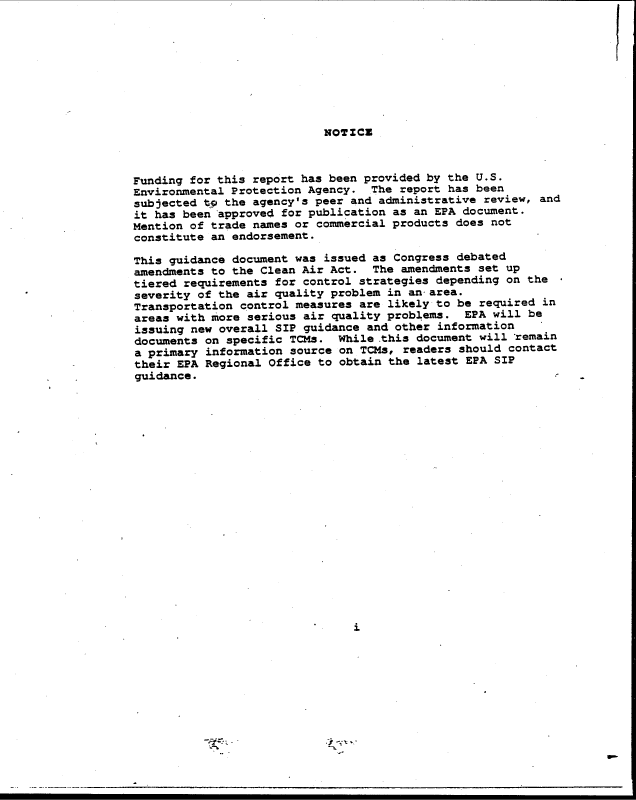 NOTICE
Funding for this report has been provided by the U.S.
Environmental Protection Agency. The report has been
subjected to the agency's peer and administrative review, and
it has been approved for publication as an EPA document.
Mention of trade names or commercial products does not
constitute an endorsement.
This guidance document was issued as Congress debated
amendments to the Clean Air Act. The amendments set up
tiered requirements for control strategies depending on the
severity of the air quality problem in an area.
Transportation control measures are likely to be required in
areas with more serious air quality problems. EPA will be
issuing new overall SIP guidance and other information
documents on specific TCMs. While this document will remain
a primary information source on TCMs, readers should contact
their EPA Regional Office to obtain the latest EPA SIP
guidance.
i